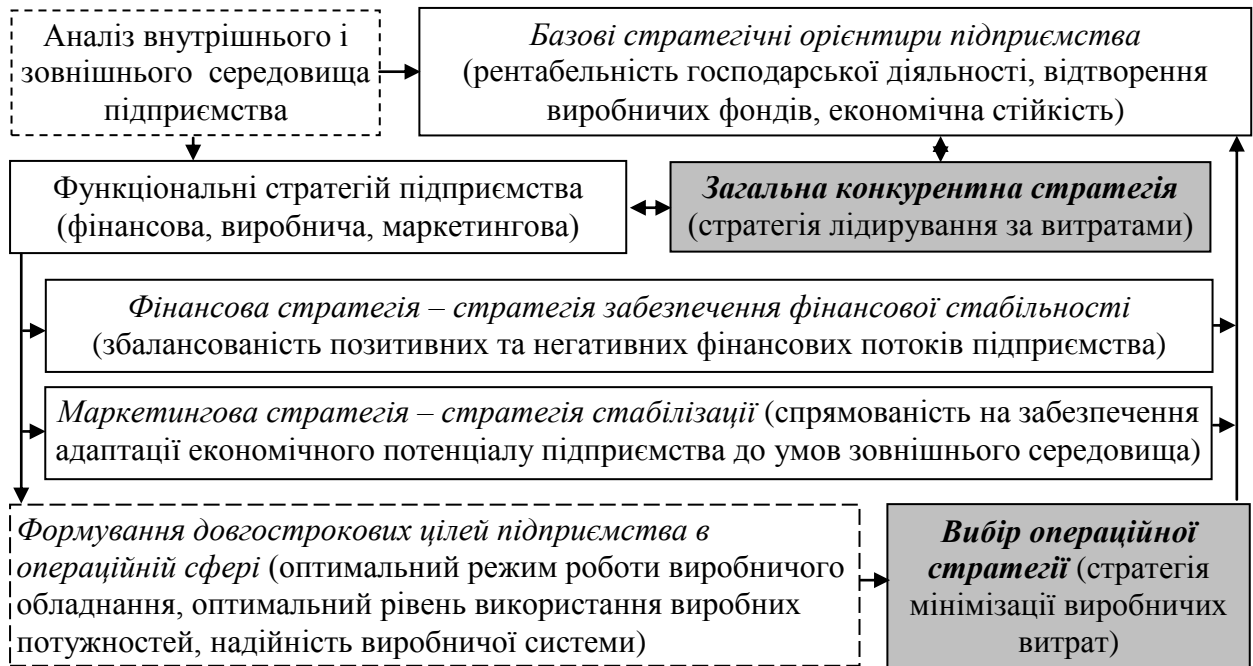 Аналіз внутрішнього і
зовнішнього середовища
підприємства
Базові стратегічні орієнтири підприємства
(рентабельність господарської діяльності, відтворення
виробничих фондів, економічна стійкість)
Функціональні стратегій підприємства
(фінансова, виробнича, маркетингова)
Загальна конкурентна стратегія
(стратегія лідирування за витратами)
Фінансова стратегія – стратегія забезпечення фінансової стабільності
(збалансованість позитивних та негативних фінансових потоків підприємства)
Маркетингова стратегія – стратегія стабілізації (спрямованість на забезпечення
адаптації економічного потенціалу підприємства до умов зовнішнього середовища)
Формування довгострокових цілей підприємства в
операційній сфері (оптимальний режим роботи виробничого
обладнання, оптимальний рівень використання виробних
потужностей, надійність виробничої системи)
Вибір операційної
стратегії (стратегія
мінімізації виробничих
витрат)